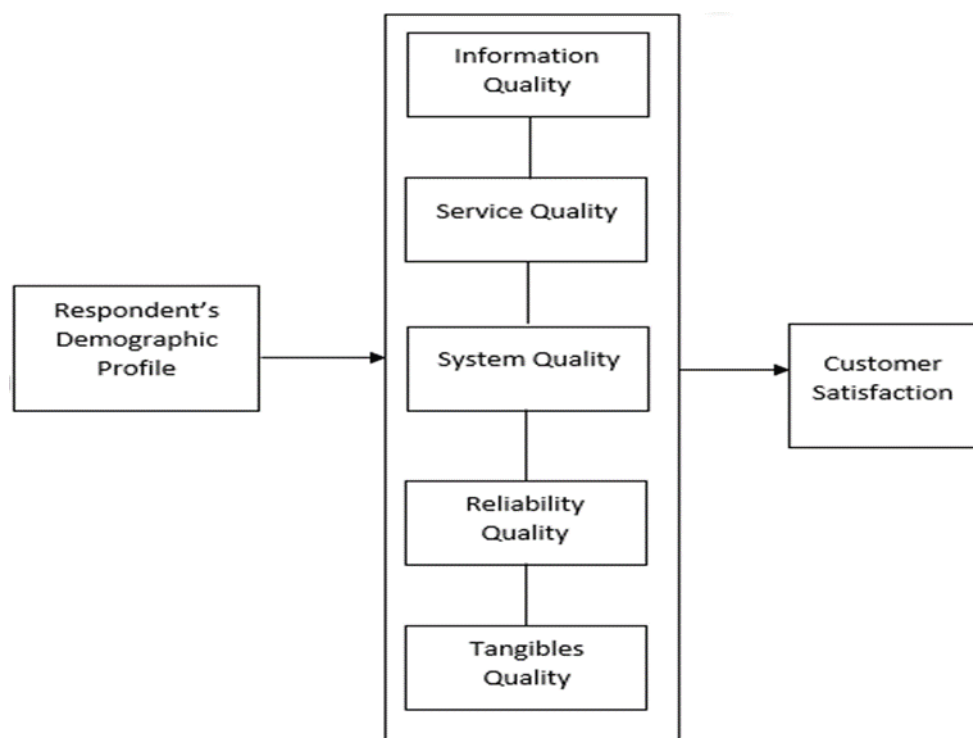 Information
Quality
Service Quality
Respondent's
Demographic
Profile
System Quality
Customer
Satisfaction
Reliability
Quality
Tangibles
Quality